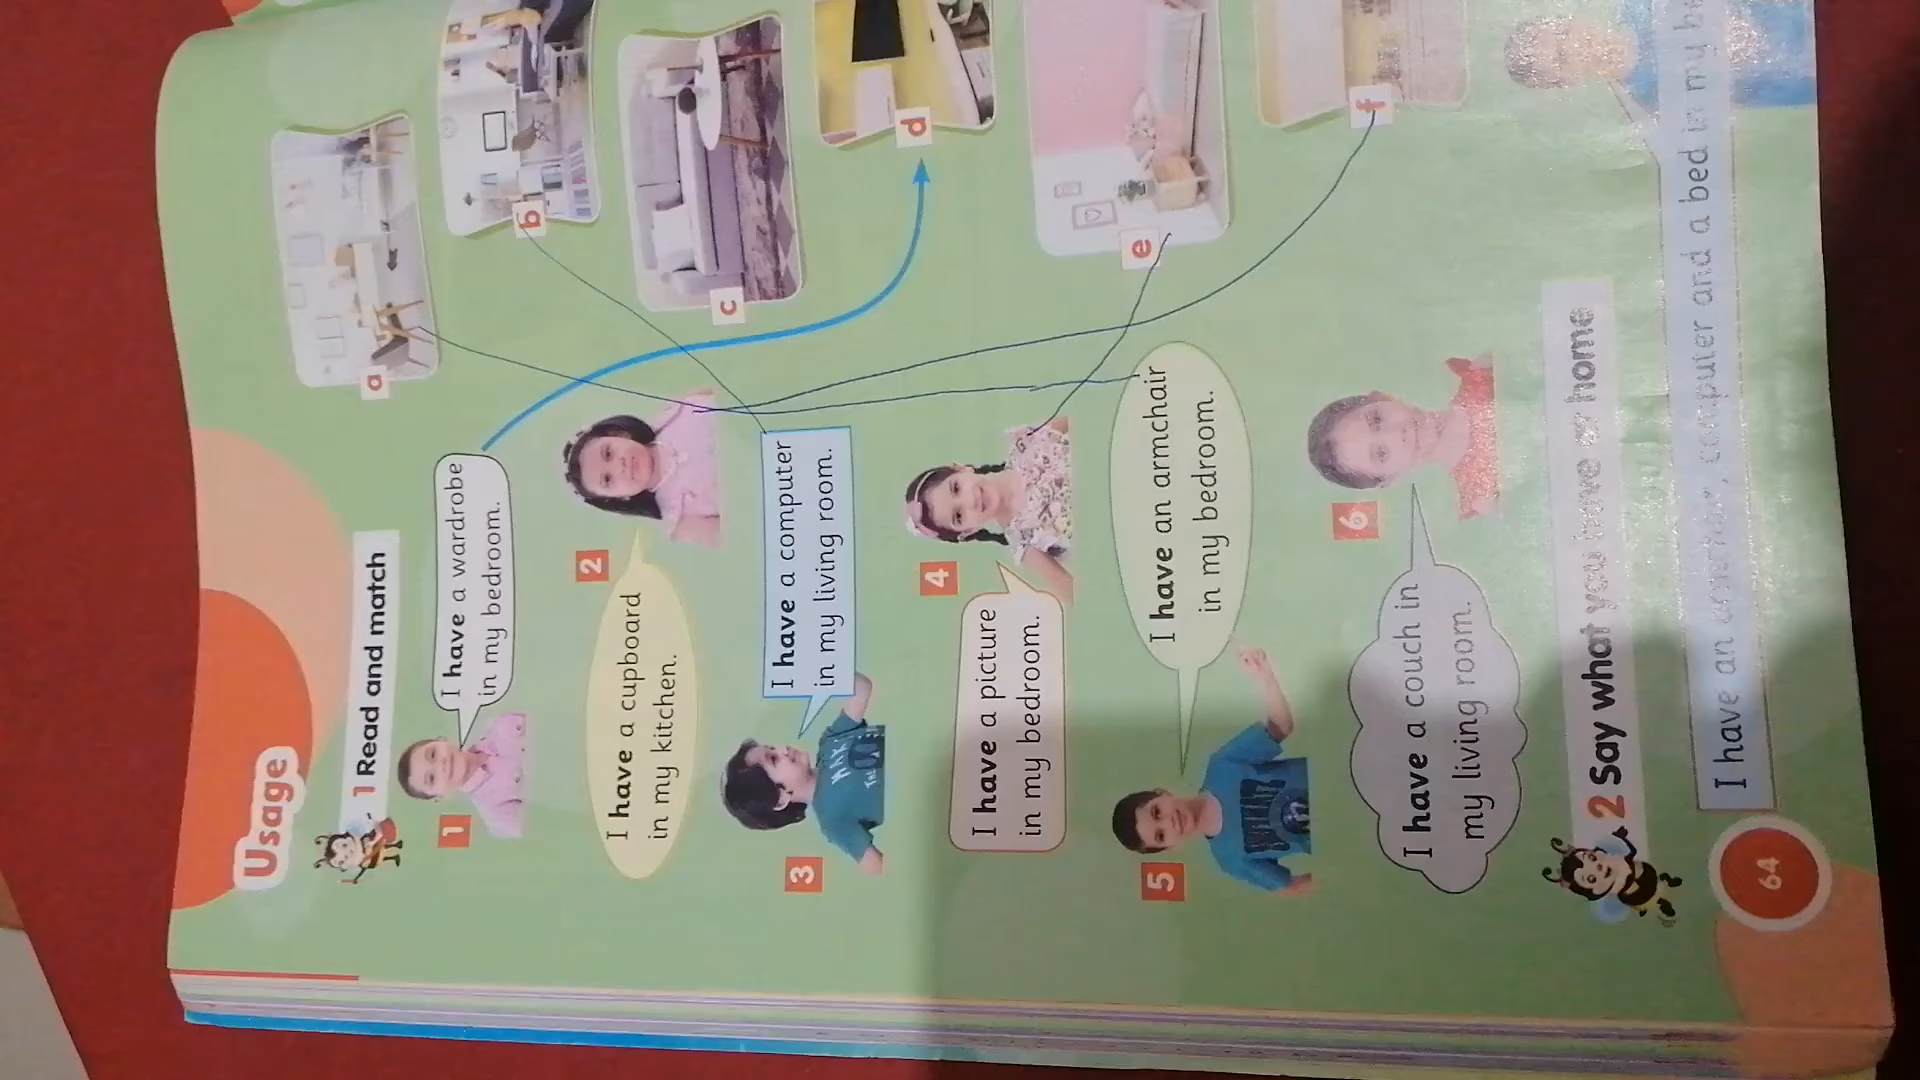 Usage
1 Read and match
1
I have a wardrobe
in my bedroom.
2
I have a cupboard
in my kitchen.
3
I have a computer
in my living room.
4
I have a picture
in my bedroom.
5
I have an armchair
in my bedroom.
6
I have a couch in
my living room.
a
b
c
d
e
f
2 Say what you have at home
I have an armchair, computer and a bed in my
64